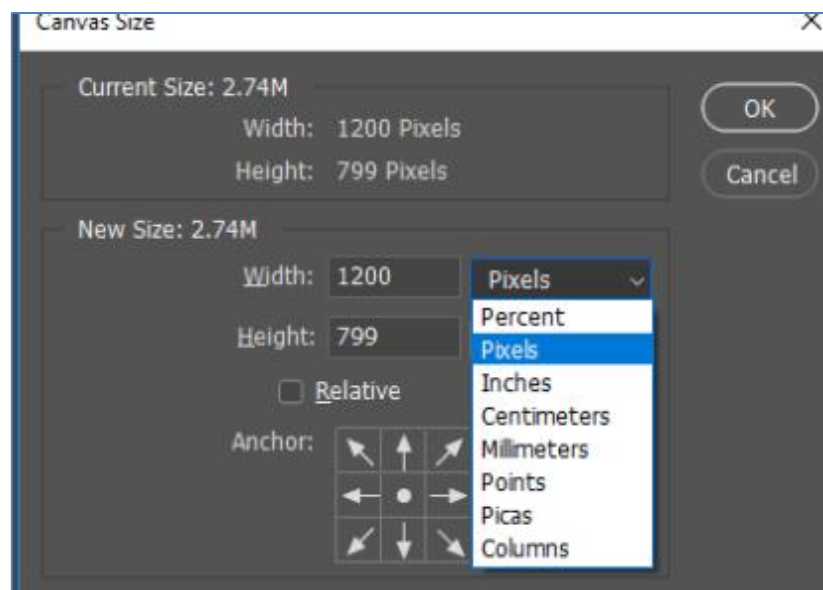 Canvas Size
Current Size: 2.74M
OK
Width: 1200 Pixels
Height: 799 Pixels
Cancel
New Size: 2.74M
Width: 1200 Pixels
Percent
Height: 799
Pixels
Inches
Relative
Centimeters
Anchor:
Millimeters
Points
Picas
Columns